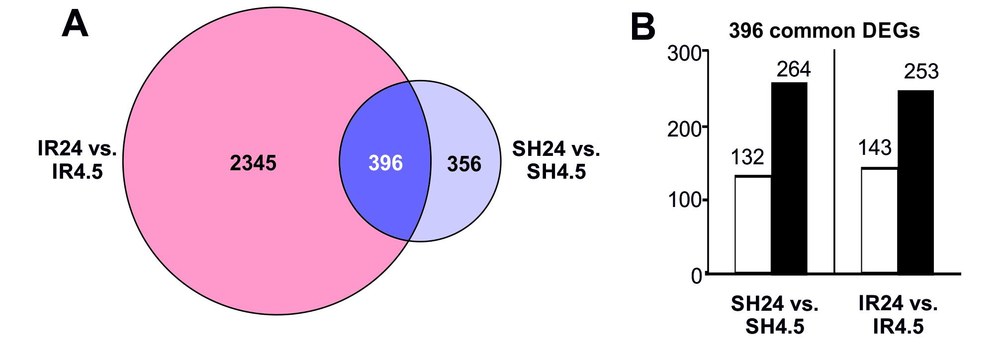 A
IR24 vs.
IR4.5
2345
396
356
SH24 vs.
SH4.5
B
396 common DEGs
300
200
100
0
132
264
143
253
SH24 vs.
SH4.5
IR24 vs.
IR4.5